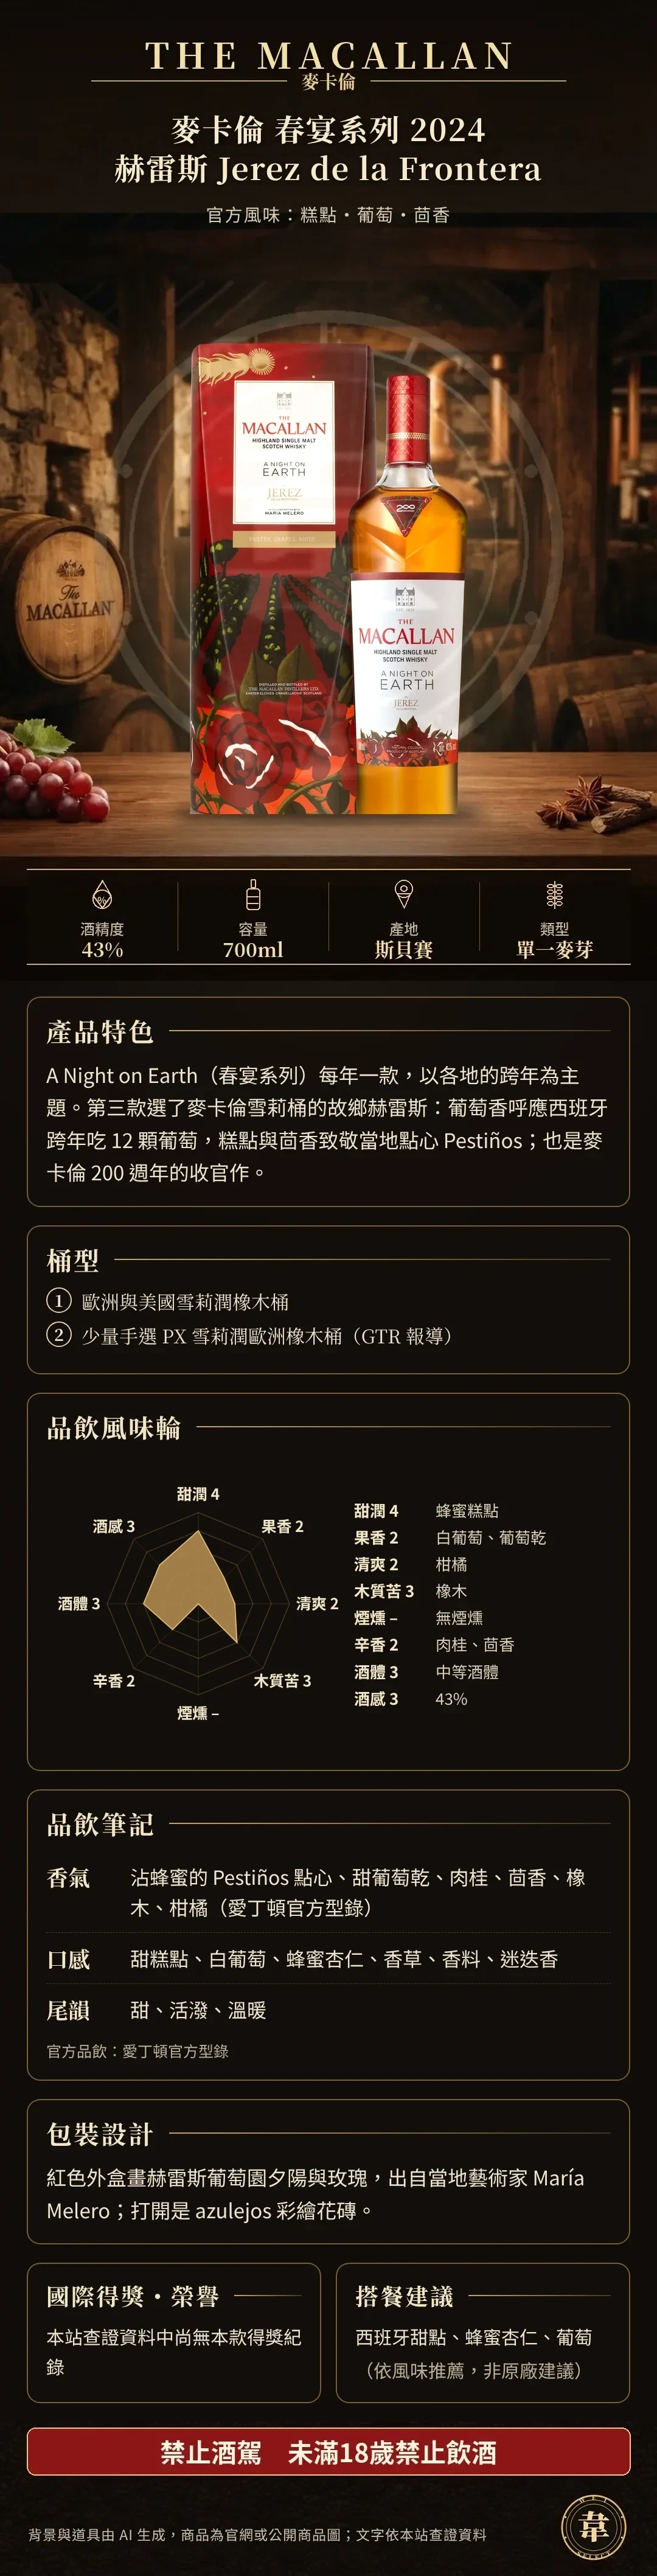 THE MACALLAN
麥卡倫
麥卡倫 春宴系列 2024
赫雷斯 Jerez de la Frontera
官方風味：糕點・葡萄・茴香
THE
MACALLAN
HIGHLAND SINGLE MALT
SCOTCH WHISKY
A NIGHT ON
EARTH
JEREZ
MARIA MELERO
PASTRY, GRAPES, ANISE
200
The
MACALLAN
THE
MACALLAN
HIGHLAND SINGLE MALT
SCOTCH WHISKY
A NIGHT ON
EARTH
JEREZ
DISTILLED AND BOTTLED BY
THE MACALLAN DISTILLERS LTD
酒精度
43%
容量
700ml
產地
斯貝賽
類型
單一麥芽
產品特色
A Night on Earth（春宴系列）每年一款，以各地的跨年為主
題。第三款選了麥卡倫雪莉桶的故鄉赫雷斯：葡萄香呼應西班牙
跨年吃 12 顆葡萄，糕點與茴香致敬當地點心 Pestiños；也是麥
卡倫 200 週年的收官作。
桶型
1 歐洲與美國雪莉潤橡木桶
2 少量手選 PX 雪莉潤歐洲橡木桶（GTR 報導）
品飲風味輪
甜潤 4
果香 2
清爽 2
木質苦 3
煙燻 –
辛香 2
酒體 3
酒感 3
甜潤 4 蜂蜜糕點
果香 2 白葡萄、葡萄乾
清爽 2 柑橘
木質苦 3 橡木
煙燻 – 無煙燻
辛香 2 肉桂、茴香
酒體 3 中等酒體
酒感 3 43%
品飲筆記
香氣 沾蜂蜜的 Pestiños 點心、甜葡萄乾、肉桂、茴香、橡
木、柑橘（愛丁頓官方型錄）
口感 甜糕點、白葡萄、蜂蜜杏仁、香草、香料、迷迭香
尾韻 甜、活潑、溫暖
官方品飲：愛丁頓官方型錄
包裝設計
紅色外盒畫赫雷斯葡萄園夕陽與玫瑰，出自當地藝術家 María
Melero；打開是 azulejos 彩繪花磚。
國際得獎・榮譽
本站查證資料中尚無本款得獎紀
錄
搭餐建議
西班牙甜點、蜂蜜杏仁、葡萄
（依風味推薦，非原廠建議）
禁止酒駕 未滿18歲禁止飲酒
背景與道具由 AI 生成，商品為官網或公開商品圖；文字依本站查證資料
韋